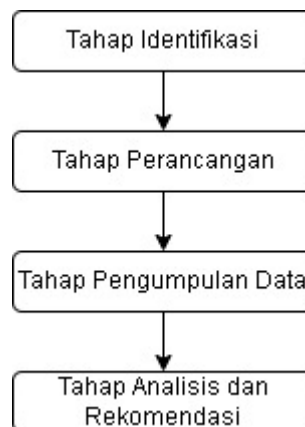 Tahap Identifikasi
Tahap Perancangan
Tahap Pengumpulan Data
Tahap Analisis dan
Rekomendasi